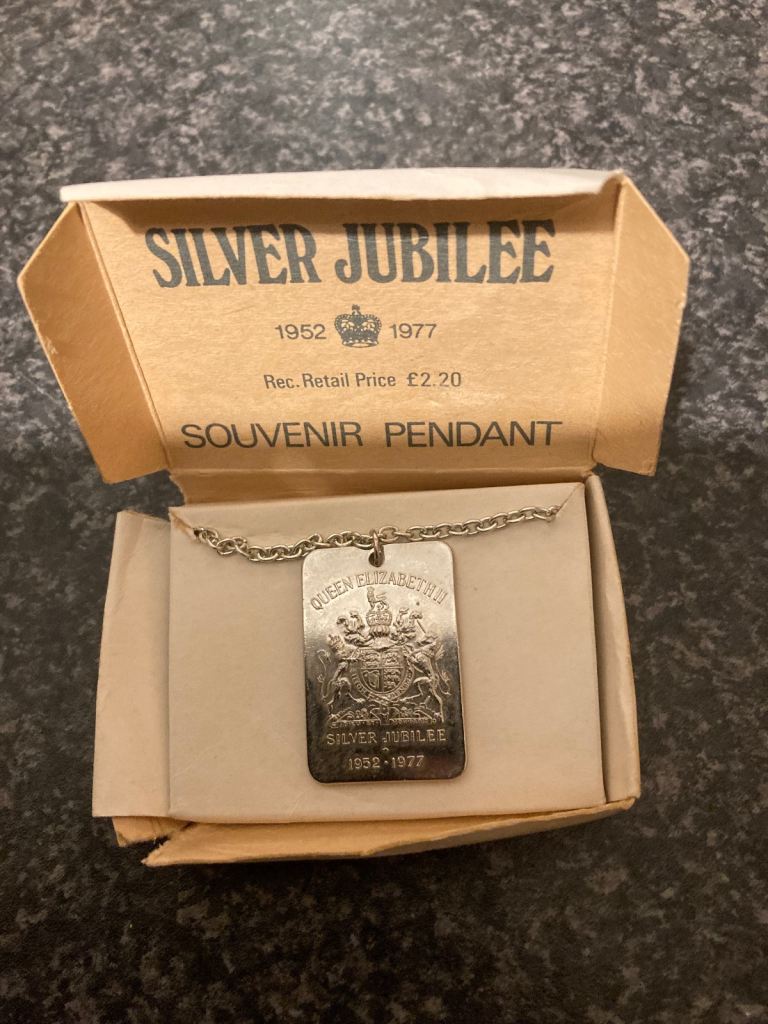 SILVER JUBILEE
1952 1977
Rec. Retail Price £2.20
SOUVENIR PENDANT
QUEEN ELIZABETH II
SILVER JUBILEE
1952 · 1977